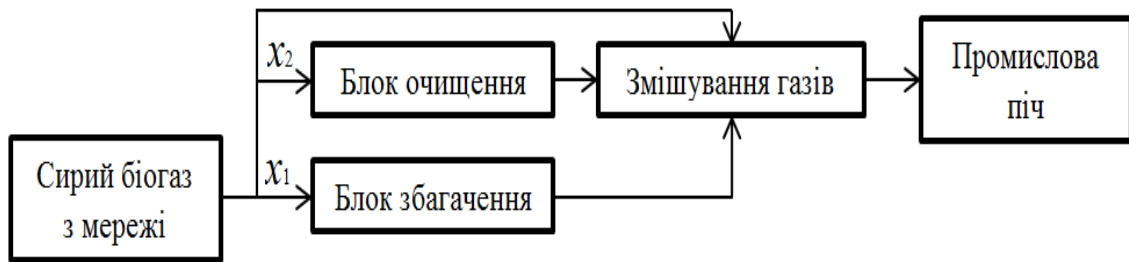 x₂
Блок очищення
Змішування газів
Промислова
піч
Сирий біогаз
з мережі
x₁
Блок збагачення